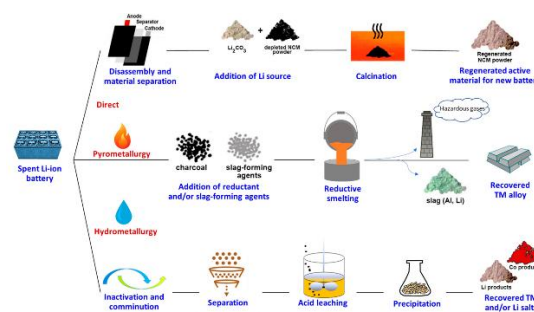 Anode
Separator
Cathode
Disassembly and
material separation
Li2CO3
+
depleted NCM
powder
Addition of Li source
Calcination
Regenerated
NCM powder
Regenerated active
material for new batter
Direct
Spent Li-ion
battery
Pyrometallurgy
charcoal
slag-forming
agents
Addition of reductant
and/or slag-forming agents
Reductive
smelting
Hazardous gases
slag (Al, Li)
Recovered
TM alloy
Hydrometallurgy
Inactivation and
comminution
Separation
Acid leaching
Precipitation
Co produ
Li products
Recovered TM
and/or Li salt